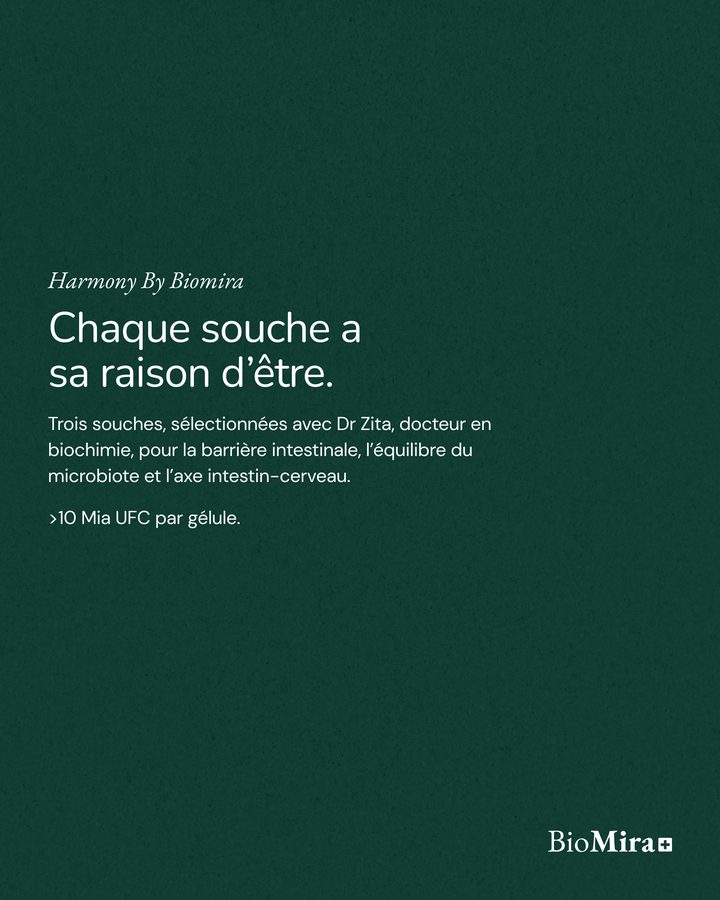 Harmony By Biomira
Chaque souche a
sa raison d’être.
Trois souches, sélectionnées avec Dr Zita, docteur en
biochimie, pour la barrière intestinale, l’équilibre du
microbiote et l’axe intestin-cerveau.
>10 Mia UFC par gélule.
BioMira